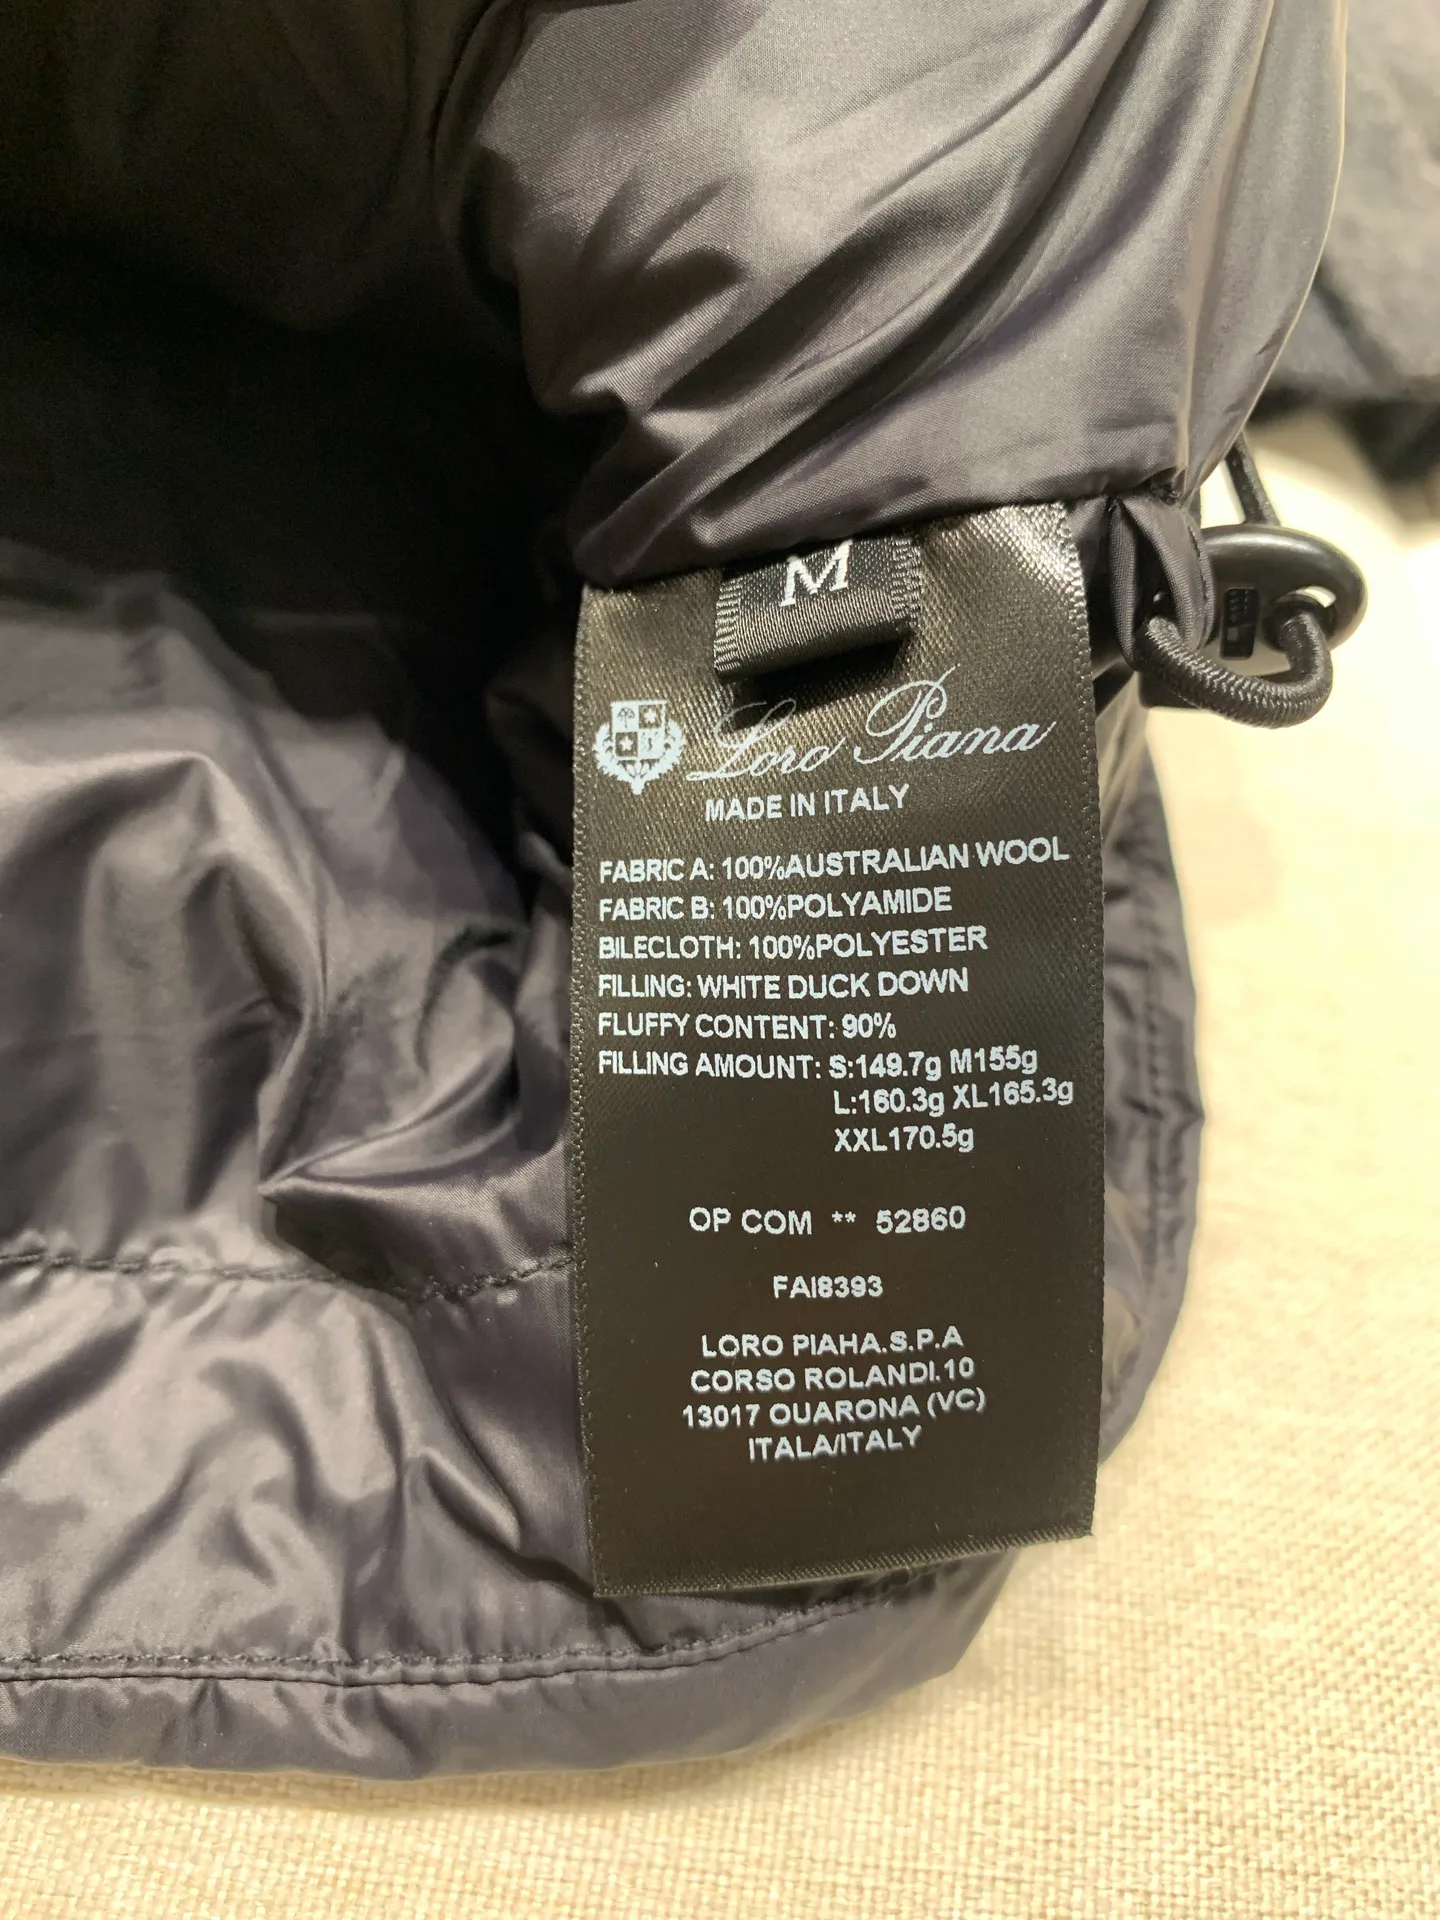 M
Loro Piana
MADE IN ITALY
FABRIC A: 100%AUSTRALIAN WOOL
FABRIC B: 100%POLYAMIDE
BILECLOTH: 100%POLYESTER
FILLING: WHITE DUCK DOWN
FLUFFY CONTENT: 90%
FILLING AMOUNT: S:149.7g M155g
L:160.3g XL165.3g
XXL170.5g
OP COM ** 52860
FAI8393
LORO PIAHA.S.P.A
CORSO ROLANDI.10
13017 OUARONA (VC)
ITALA/ITALY